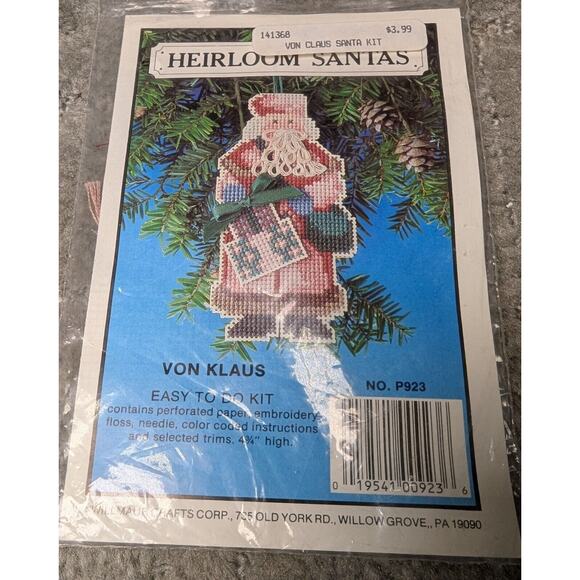 141368 $3.99
VON CLAUS SANTA KIT
HEIRLOOM SANTAS
VON KLAUS
NO. P923
EASY TO DO KIT
contains perforated paper, embroidery
floss, needle, color coded instructions
and selected trims. 4¾" high.
0 19541 00923 6
WILLMAUR CRAFTS CORP., 735 OLD YORK RD., WILLOW GROVE,, PA 19090